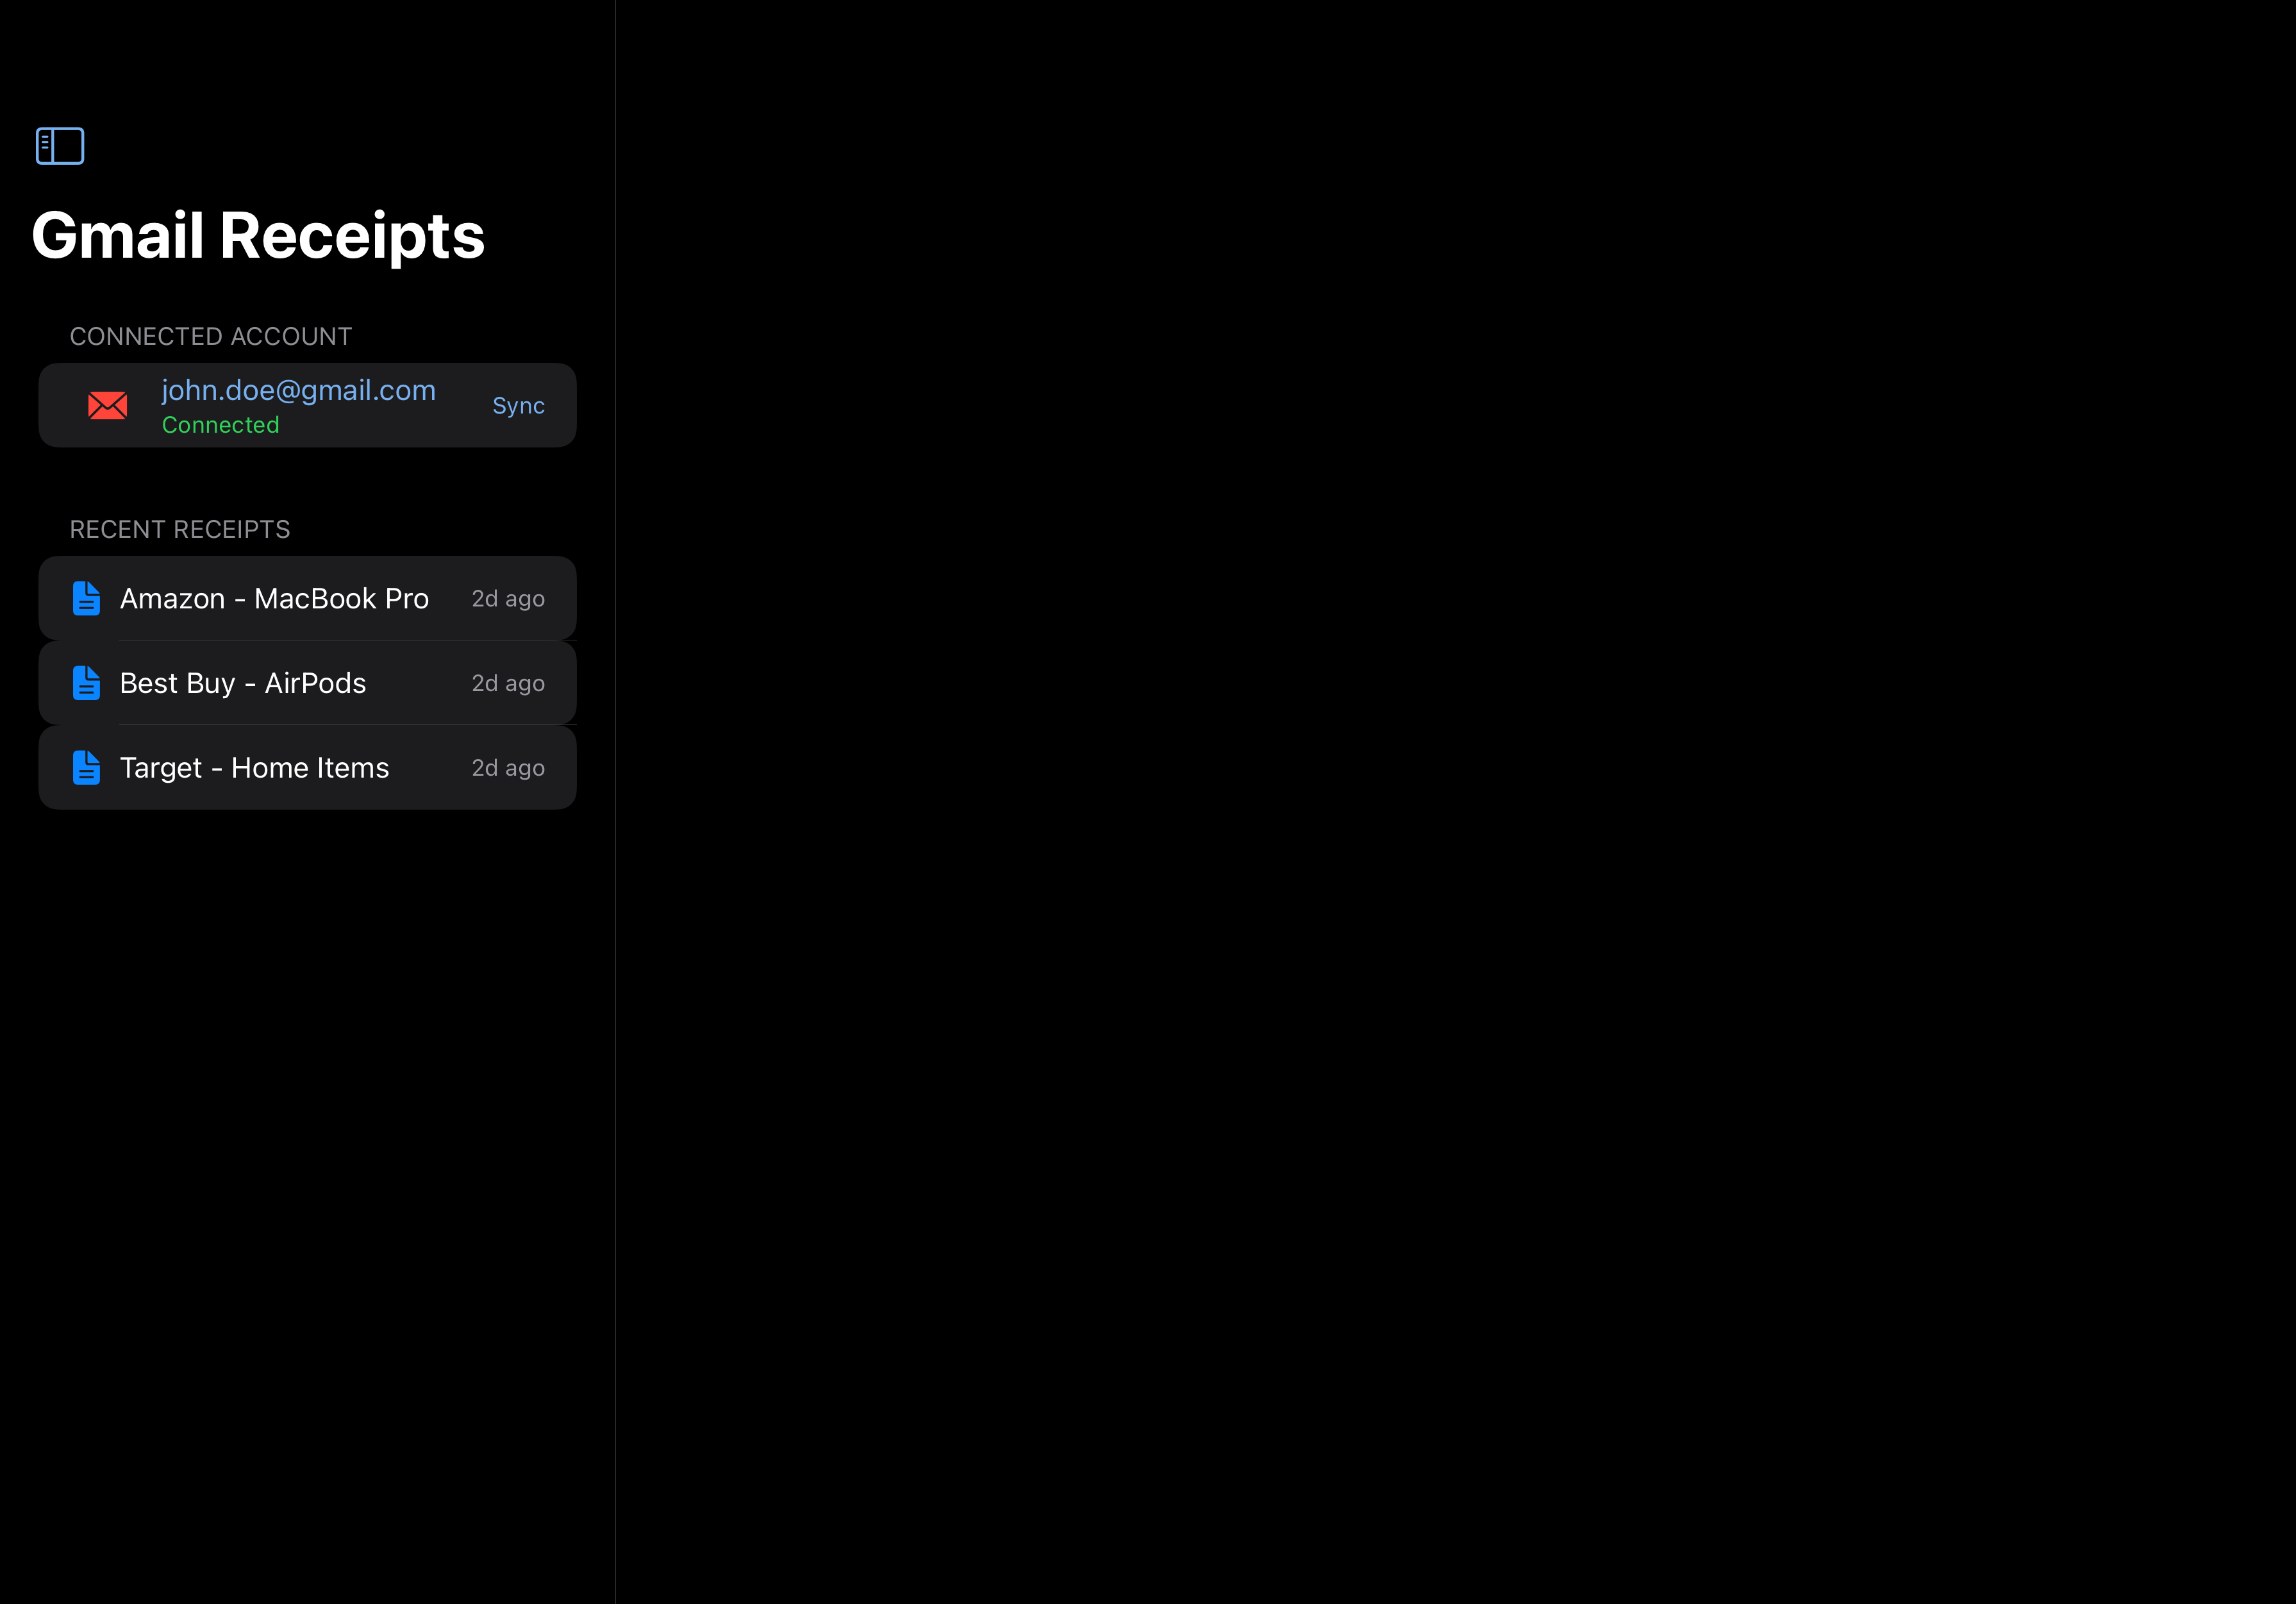 Gmail Receipts
CONNECTED ACCOUNT
john.doe@gmail.com
Connected
Sync
RECENT RECEIPTS
Amazon - MacBook Pro 2d ago
Best Buy - AirPods 2d ago
Target - Home Items 2d ago